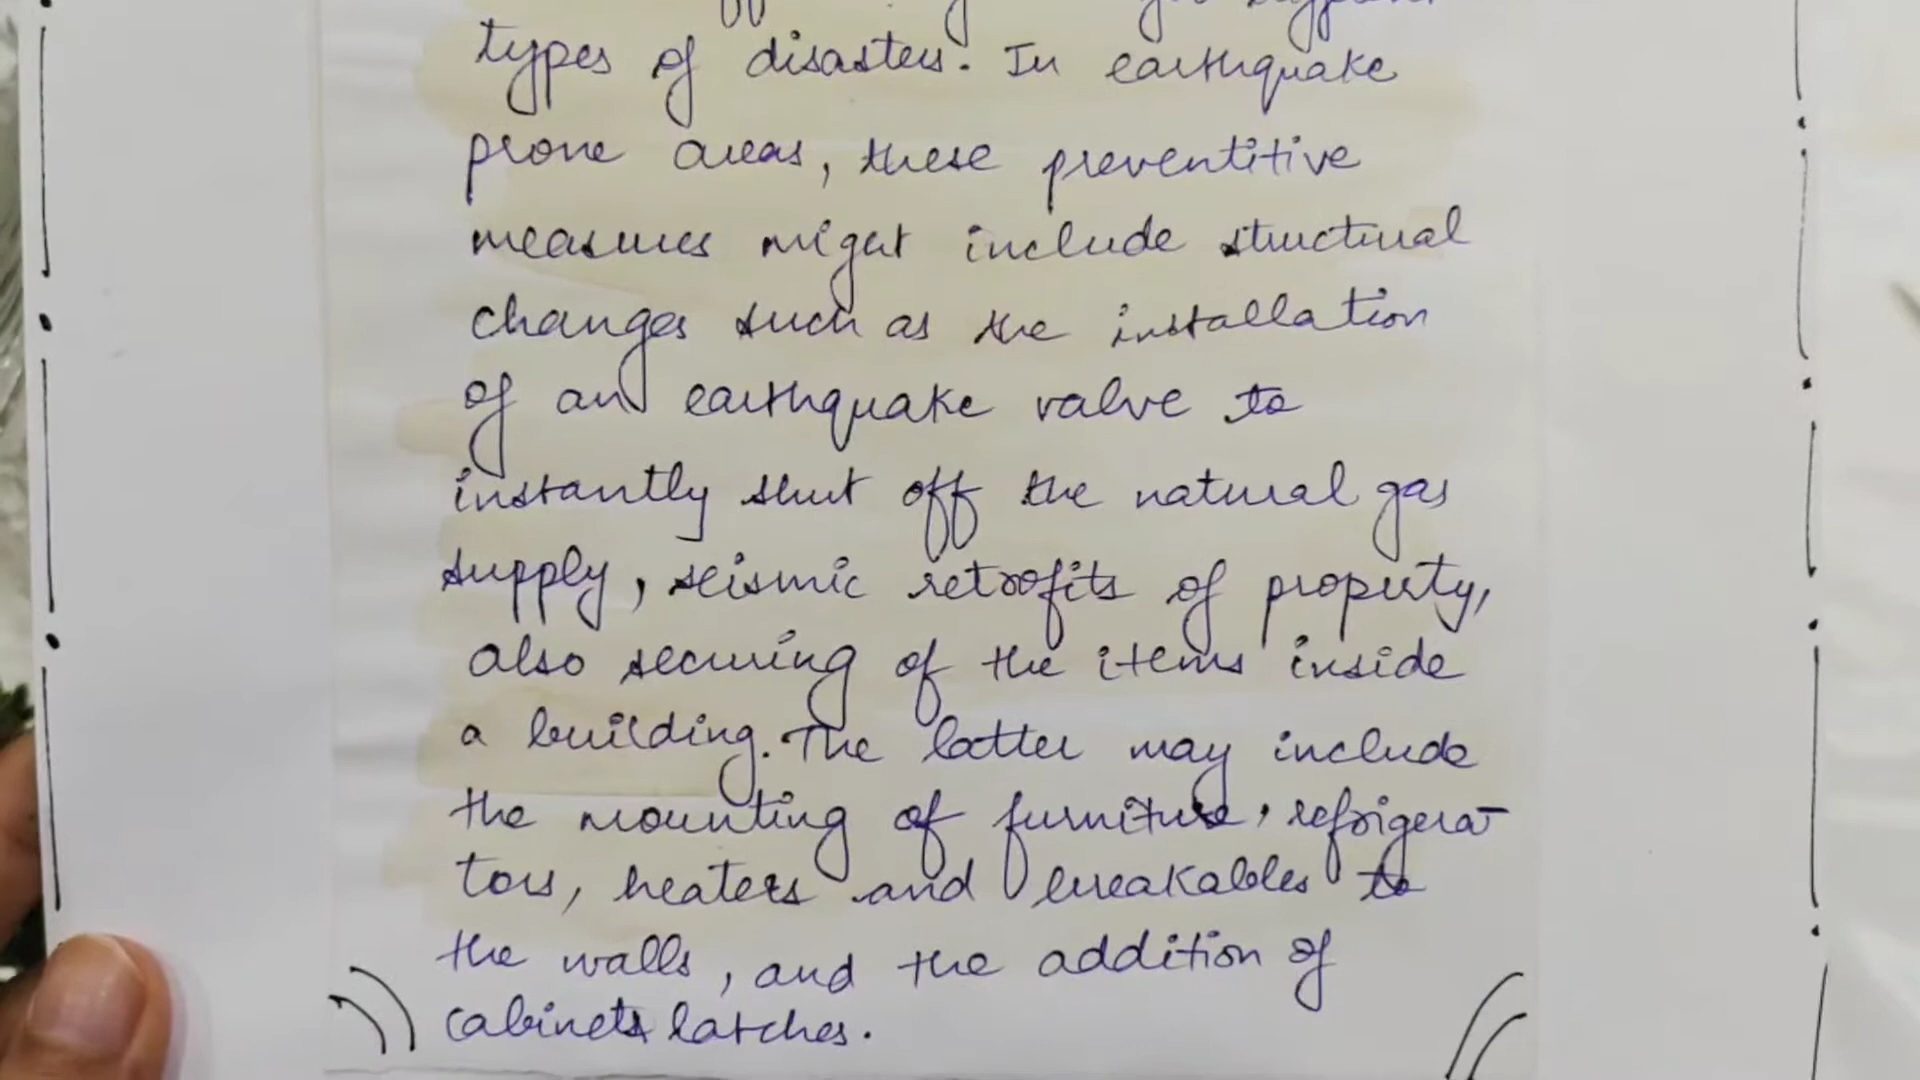 types of disasters. In earthquake
prone areas, these preventitive
measures might include structural
changes such as the installation
of an earthquake valve to
instantly shut off the natural gas
supply, seismic retrofits of property,
also securing of the items inside
a building. The latter may include
the mounting of furniture, refrigerat-
tors, heaters and breakables to
the walls, and the addition of
cabinets latches.